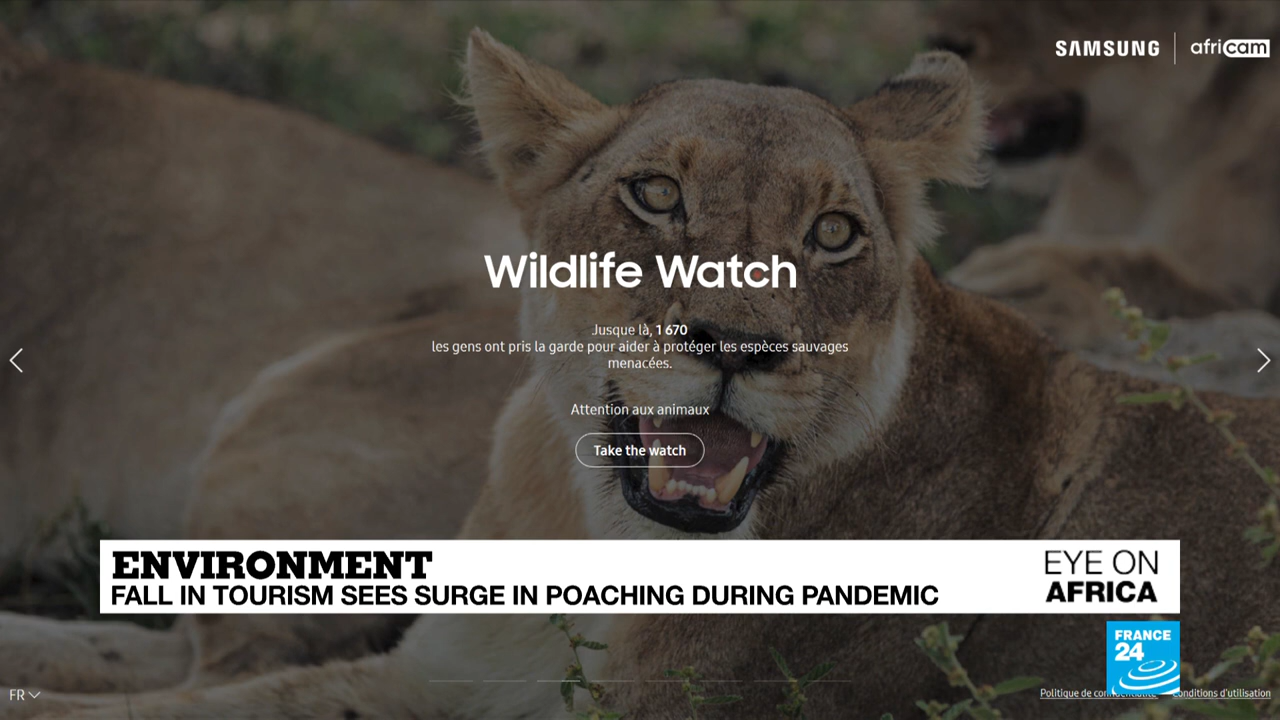 SAMSUNG africam
Wildlife Watch
Jusque là, 1 670
les gens ont pris la garde pour aider à protéger les espèces sauvages
menacées.
Attention aux animaux
Take the watch
ENVIRONMENT
FALL IN TOURISM SEES SURGE IN POACHING DURING PANDEMIC
EYE ON
AFRICA
FRANCE
24
FR
Politique de confidentialité Conditions d'utilisation